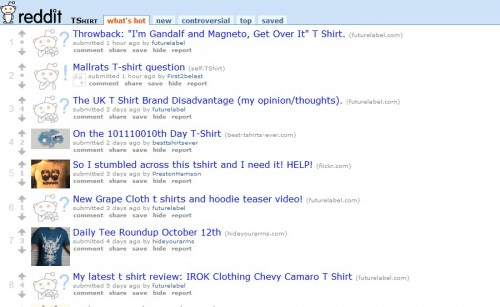 reddit TSHIRT what's hot new controversial top saved
1 Throwback: "I'm Gandalf and Magneto, Get Over It" T Shirt. (futurelabel.com)
submitted 1 hour ago by futurelabel
comment share save hide report
2 Mallrats T-shirt question (self.TShirt)
submitted 1 hour ago by First2belast
comment share save hide report
3 The UK T Shirt Brand Disadvantage (my opinion/thoughts). (futurelabel.com)
submitted 2 days ago by futurelabel
comment share save hide report
4 On the 101110010th Day T-Shirt (best-tshirts-ever.com)
submitted 2 days ago by besttshirtsever
comment share save hide report
5 So I stumbled across this tshirt and I need it! HELP! (flickr.com)
submitted 3 days ago by PrestonHarrison
comment share save hide report
6 New Grape Cloth t shirts and hoodie teaser video! (futurelabel.com)
submitted 3 days ago by futurelabel
comment share save hide report
7 Daily Tee Roundup October 12th (hideyourarms.com)
submitted 4 days ago by hideyourarms
comment share save hide report
8 My latest t shirt review: IROK Clothing Chevy Camaro T Shirt (futurelabel.com)
submitted 4 days ago by futurelabel
comment share save hide report